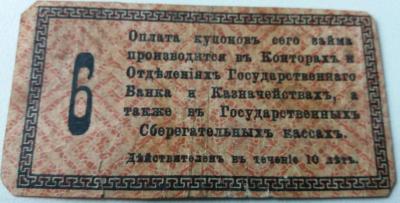 6
Оплата купоновъ сего займа
производится въ Конторахъ и
Отдѣленіяхъ Государственнаго
Банка и Казначействахъ, а
также въ Государственныхъ
Сберегательныхъ кассахъ.
Дѣйствителенъ въ теченіе 10 лѣтъ.